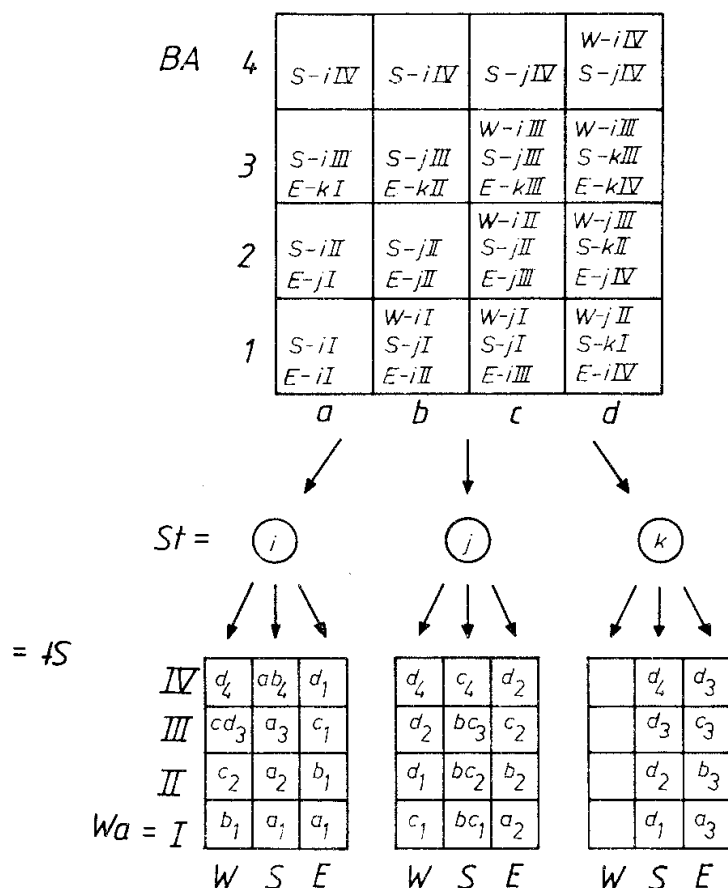 W-iIV
BA 4 S-iIV S-iIV S-jIV S-jIV
W-iIII W-iIII
3 S-iIII S-jIII S-jIII S-kIII
E-kI E-kII E-kIII E-kIV
W-iII W-jIII
2 S-iII S-jII S-jII S-kII
E-jI E-jII E-jIII E-jIV
W-iI W-jI W-jII
1 S-iI S-jI S-jI S-kI
E-iI E-iII E-iIII E-iIV
a b c d
St = i j k
= St
IV d4 ab4 d1 d4 c4 d2 d4 d3
III cd3 a3 c1 d2 bc3 c2 d3 c3
II c2 a2 b1 d1 bc2 b2 d2 b3
Wa = I b1 a1 a1 c1 bc1 a2 d1 a3
W S E W S E W S E